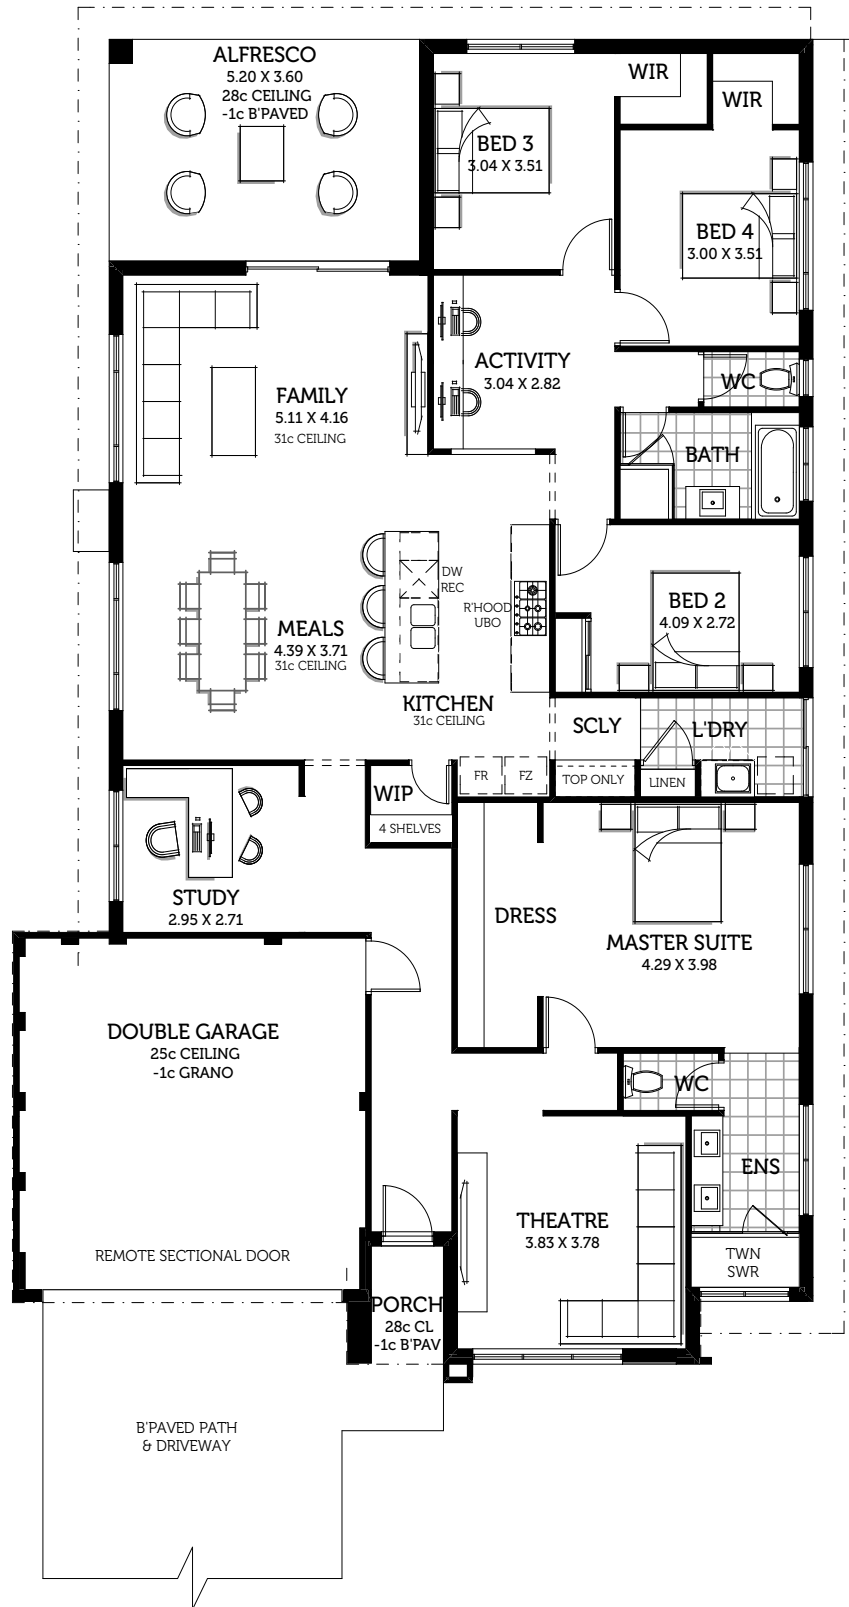 ALFRESCO
5.20 X 3.60
28c CEILING
-1c B'PAVED
WIR
WIR
BED 3
3.04 X 3.51
BED 4
3.00 X 3.51
ACTIVITY
3.04 X 2.82
WC
FAMILY
5.11 X 4.16
31c CEILING
BATH
DW
REC
R'HOOD
UBO
BED 2
4.09 X 2.72
MEALS
4.39 X 3.71
31c CEILING
KITCHEN
31c CEILING
SCLY
L'DRY
FR
FZ
TOP ONLY
LINEN
WIP
4 SHELVES
STUDY
2.95 X 2.71
DRESS
MASTER SUITE
4.29 X 3.98
DOUBLE GARAGE
25c CEILING
-1c GRANO
WC
ENS
THEATRE
3.83 X 3.78
REMOTE SECTIONAL DOOR
TWN
SWR
PORCH
28c CL
-1c B'PAV
B'PAVED PATH
& DRIVEWAY